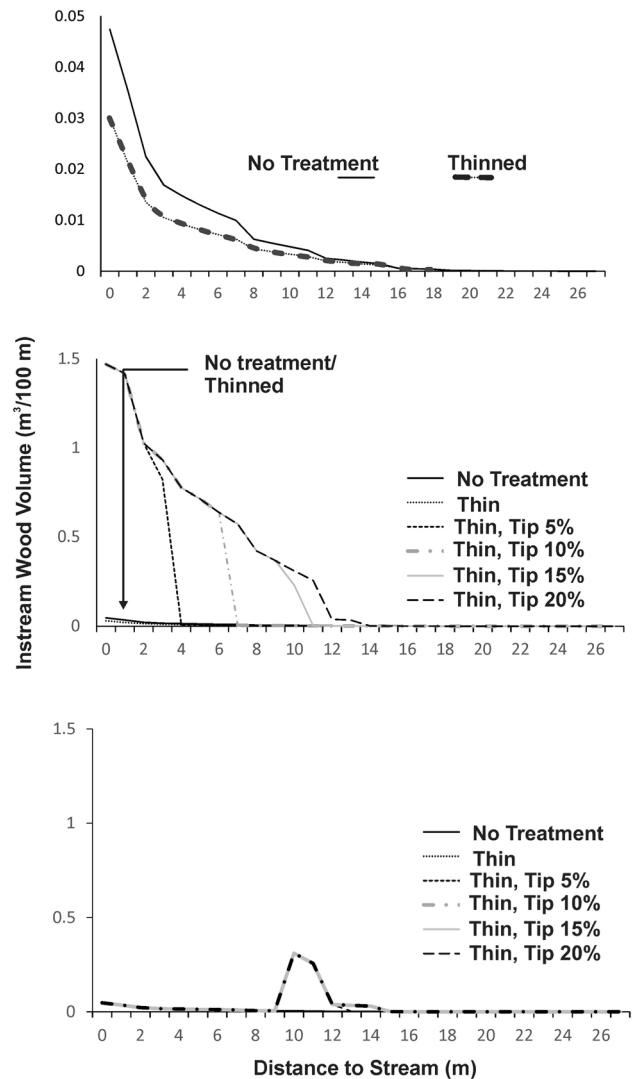 0.05
0.04
0.03
0.02
0.01
0
No Treatment
Thinned
0 2 4 6 8 10 12 14 16 18 20 22 24 26
Instream Wood Volume (m³/100 m)
1.5
1
0.5
0
No treatment/
Thinned
No Treatment
Thin
Thin, Tip 5%
Thin, Tip 10%
Thin, Tip 15%
Thin, Tip 20%
0 2 4 6 8 10 12 14 16 18 20 22 24 26
1.5
1
0.5
0
No Treatment
Thin
Thin, Tip 5%
Thin, Tip 10%
Thin, Tip 15%
Thin, Tip 20%
0 2 4 6 8 10 12 14 16 18 20 22 24 26
Distance to Stream (m)